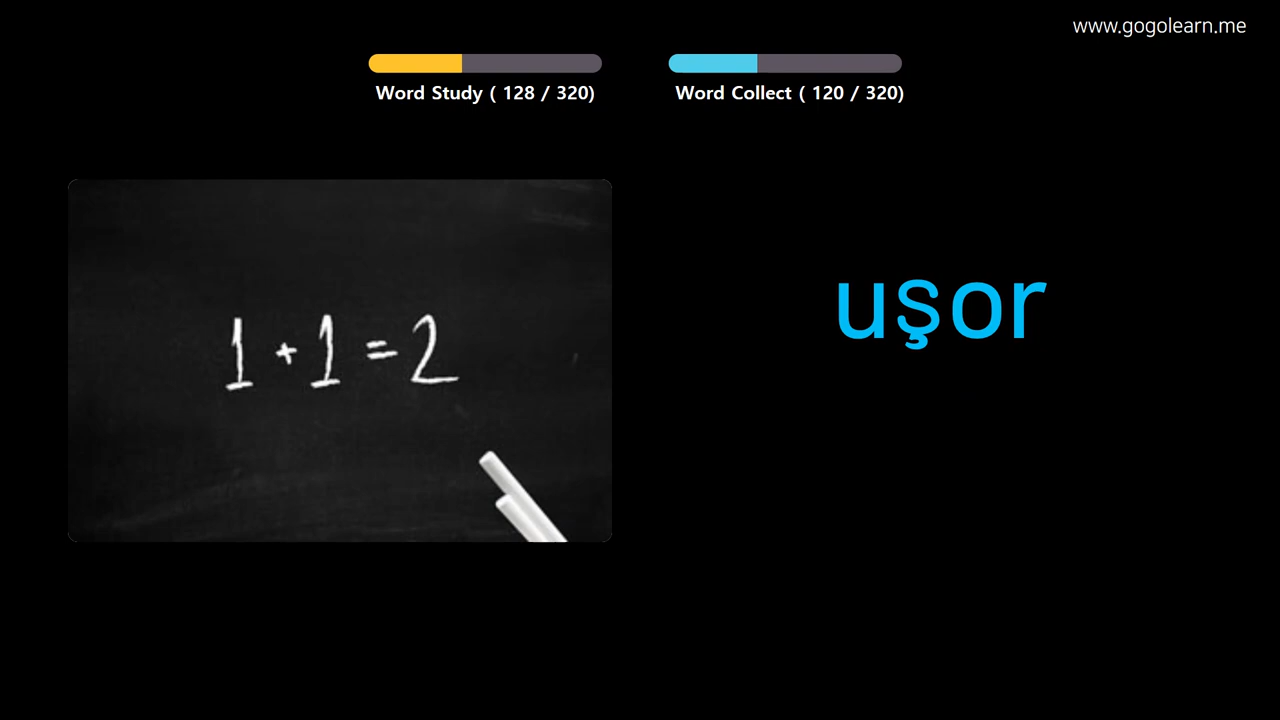 www.gogolearn.me
Word Study ( 128 / 320)
Word Collect ( 120 / 320)
1 + 1 = 2
uşor